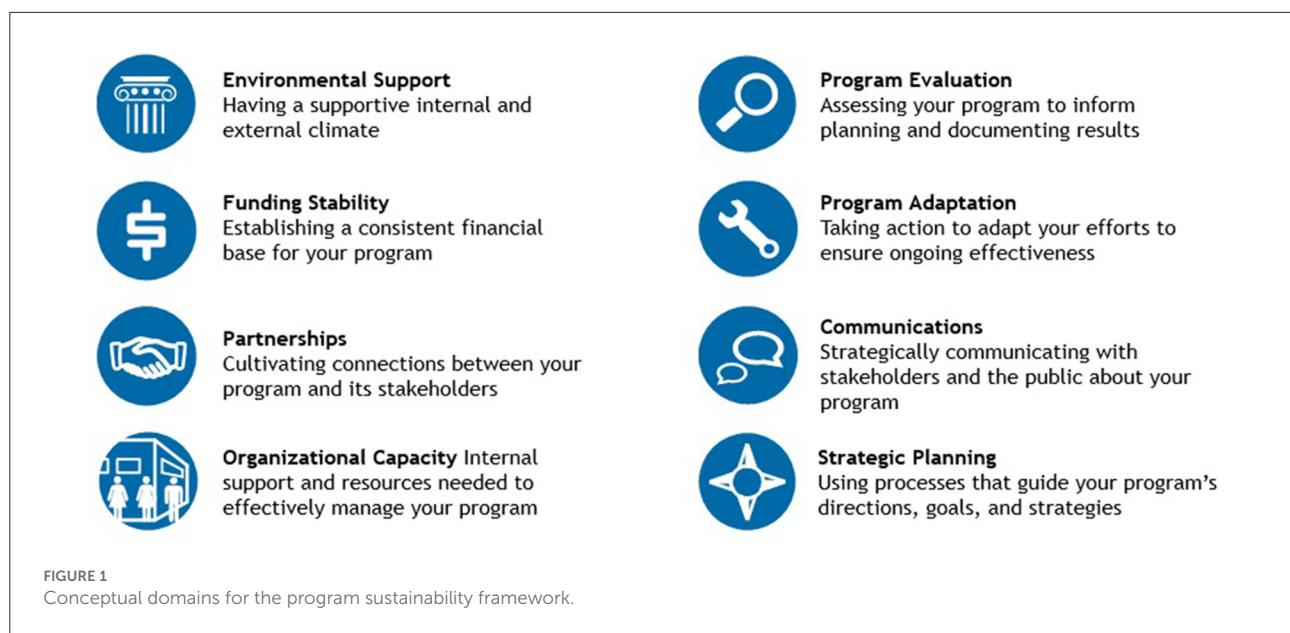 Environmental Support
Having a supportive internal and
external climate
Funding Stability
Establishing a consistent financial
base for your program
Partnerships
Cultivating connections between your
program and its stakeholders
Organizational Capacity Internal
support and resources needed to
effectively manage your program
Program Evaluation
Assessing your program to inform
planning and documenting results
Program Adaptation
Taking action to adapt your efforts to
ensure ongoing effectiveness
Communications
Strategically communicating with
stakeholders and the public about your
program
Strategic Planning
Using processes that guide your program’s
directions, goals, and strategies
FIGURE 1
Conceptual domains for the program sustainability framework.